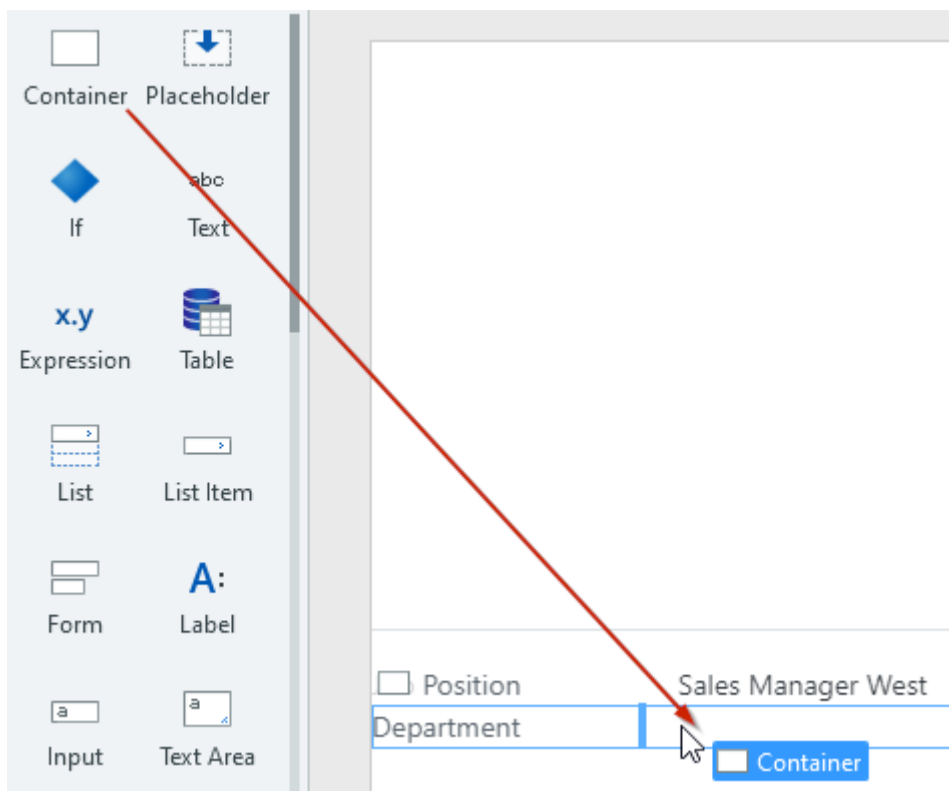 Container Placeholder
abc
If Text
x.y
Expression Table
List List Item
A:
Form Label
a a
Input Text Area
Position Sales Manager West
Department
Container